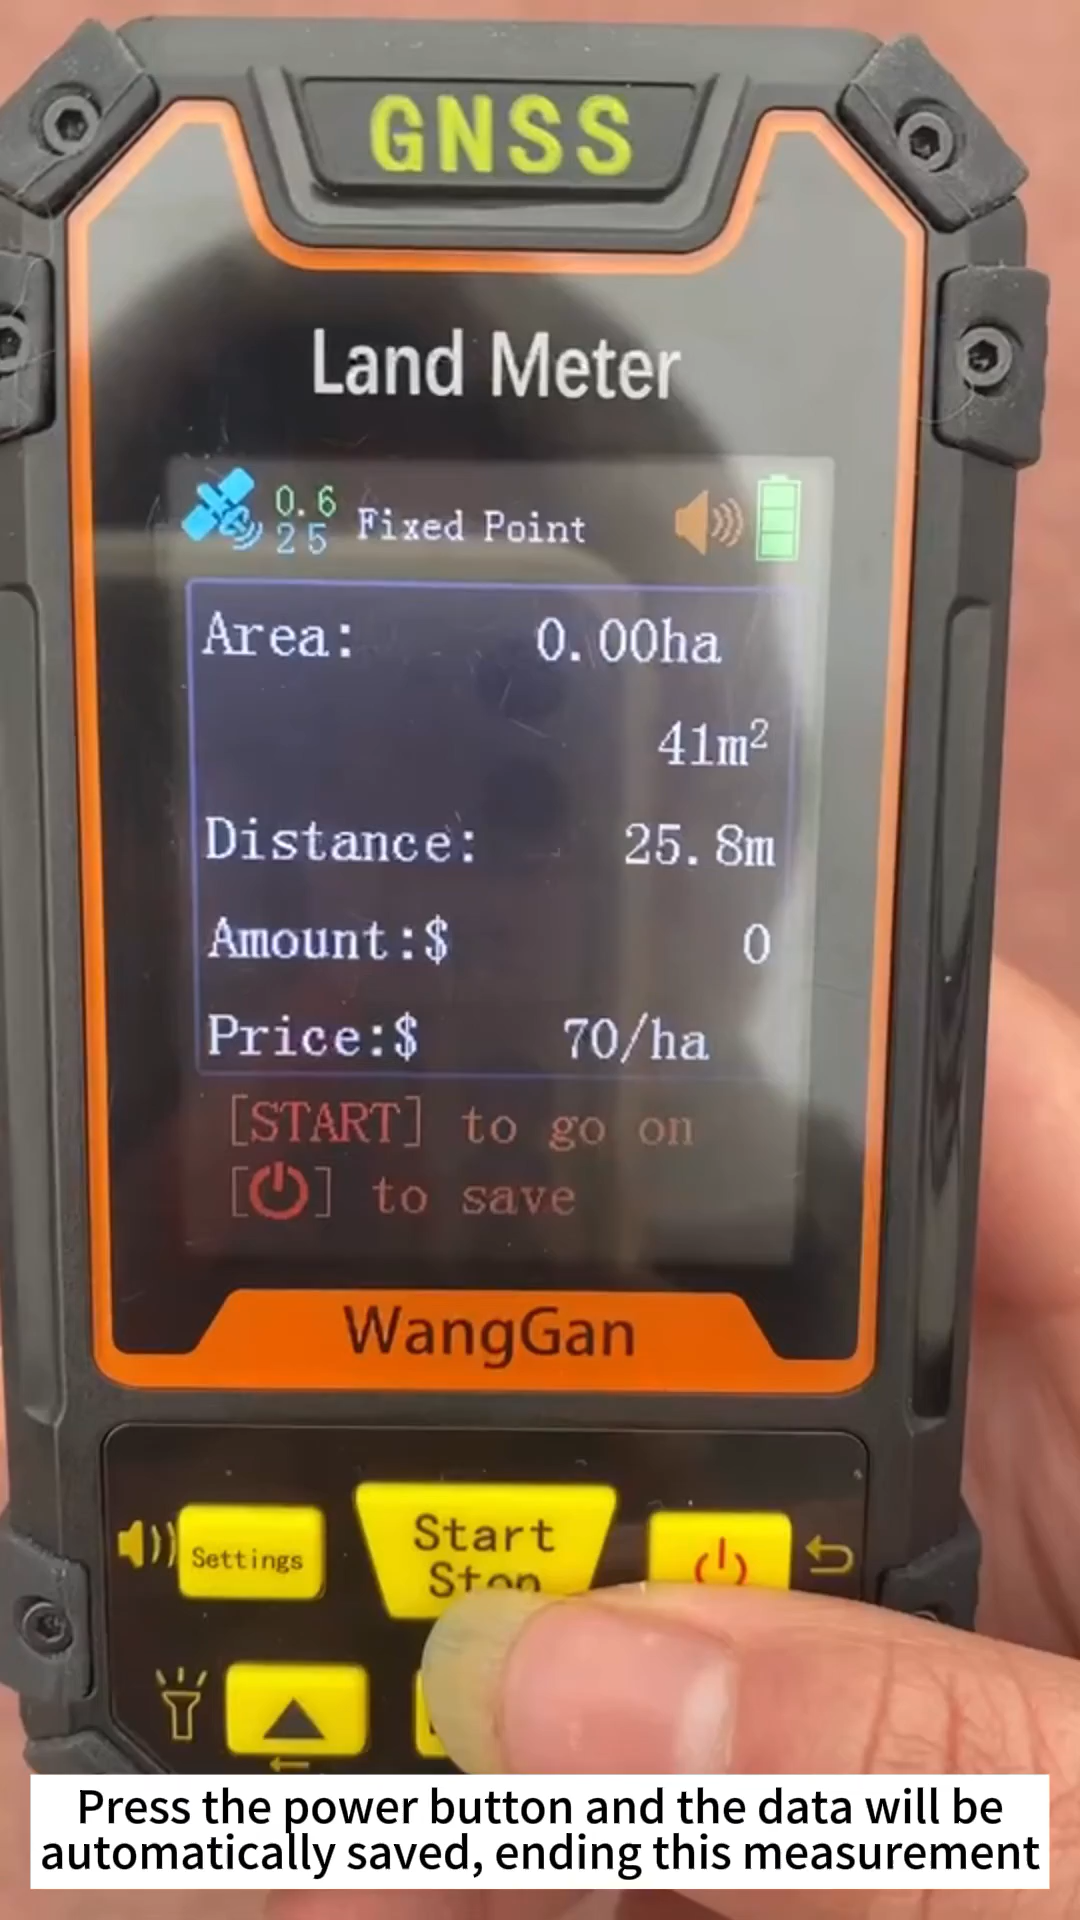 GNSS
Land Meter
0.6
25
Fixed Point
Area: 0.00ha
41m²
Distance: 25.8m
Amount:$ 0
Price:$ 70/ha
[START] to go on
[⏻] to save
WangGan
Settings
Start
Stop
Press the power button and the data will be
automatically saved, ending this measurement